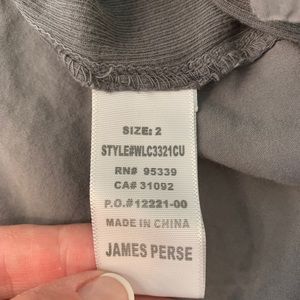 SIZE: 2
STYLE#WLC3321CU
RN# 95339
CA# 31092
P.O.#12221-00
MADE IN CHINA
JAMES PERSE